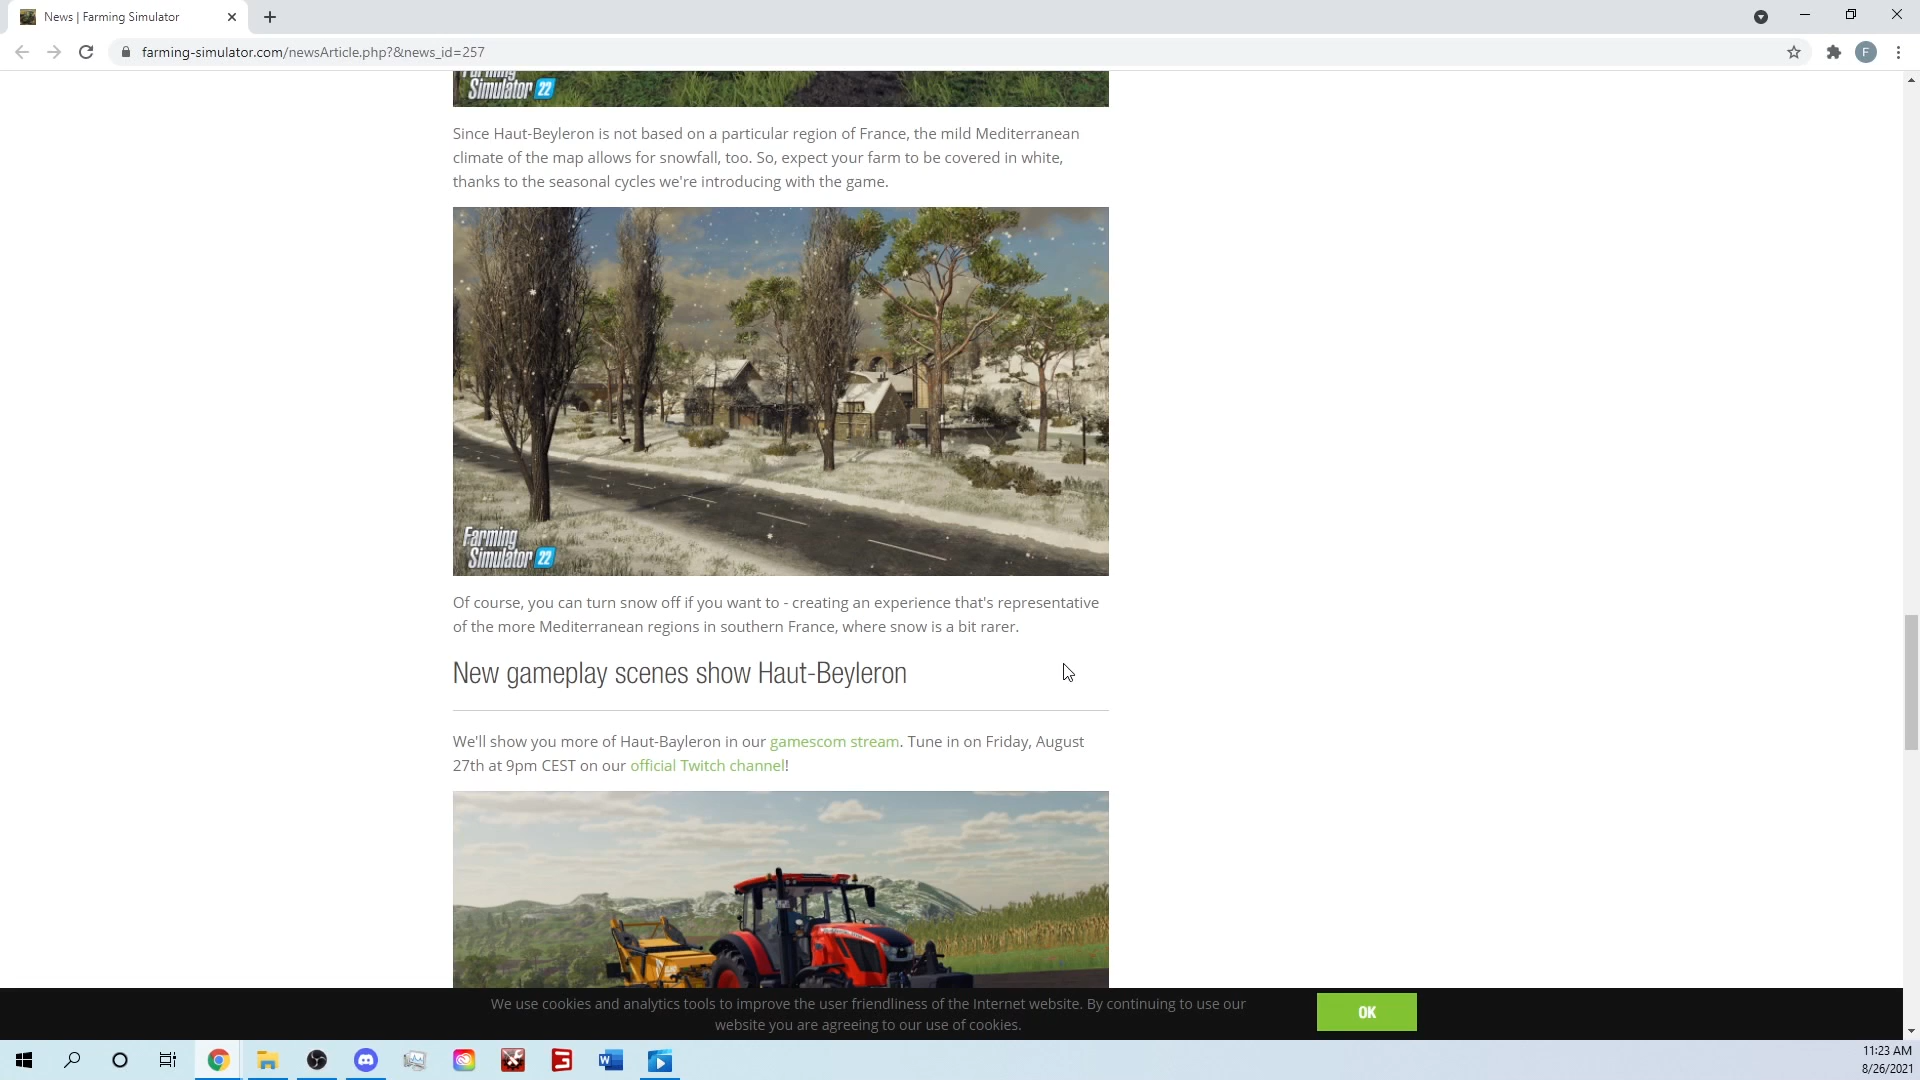 News | Farming Simulator
farming-simulator.com/newsArticle.php?&news_id=257
F
Farming
Simulator 22
Since Haut-Beyleron is not based on a particular region of France, the mild Mediterranean
climate of the map allows for snowfall, too. So, expect your farm to be covered in white,
thanks to the seasonal cycles we're introducing with the game.
Farming
Simulator 22
Of course, you can turn snow off if you want to - creating an experience that's representative
of the more Mediterranean regions in southern France, where snow is a bit rarer.
New gameplay scenes show Haut-Beyleron
We'll show you more of Haut-Bayleron in our gamescom stream. Tune in on Friday, August
27th at 9pm CEST on our official Twitch channel!
We use cookies and analytics tools to improve the user friendliness of the Internet website. By continuing to use our
website you are agreeing to our use of cookies.
OK
W
11:23 AM
8/26/2021